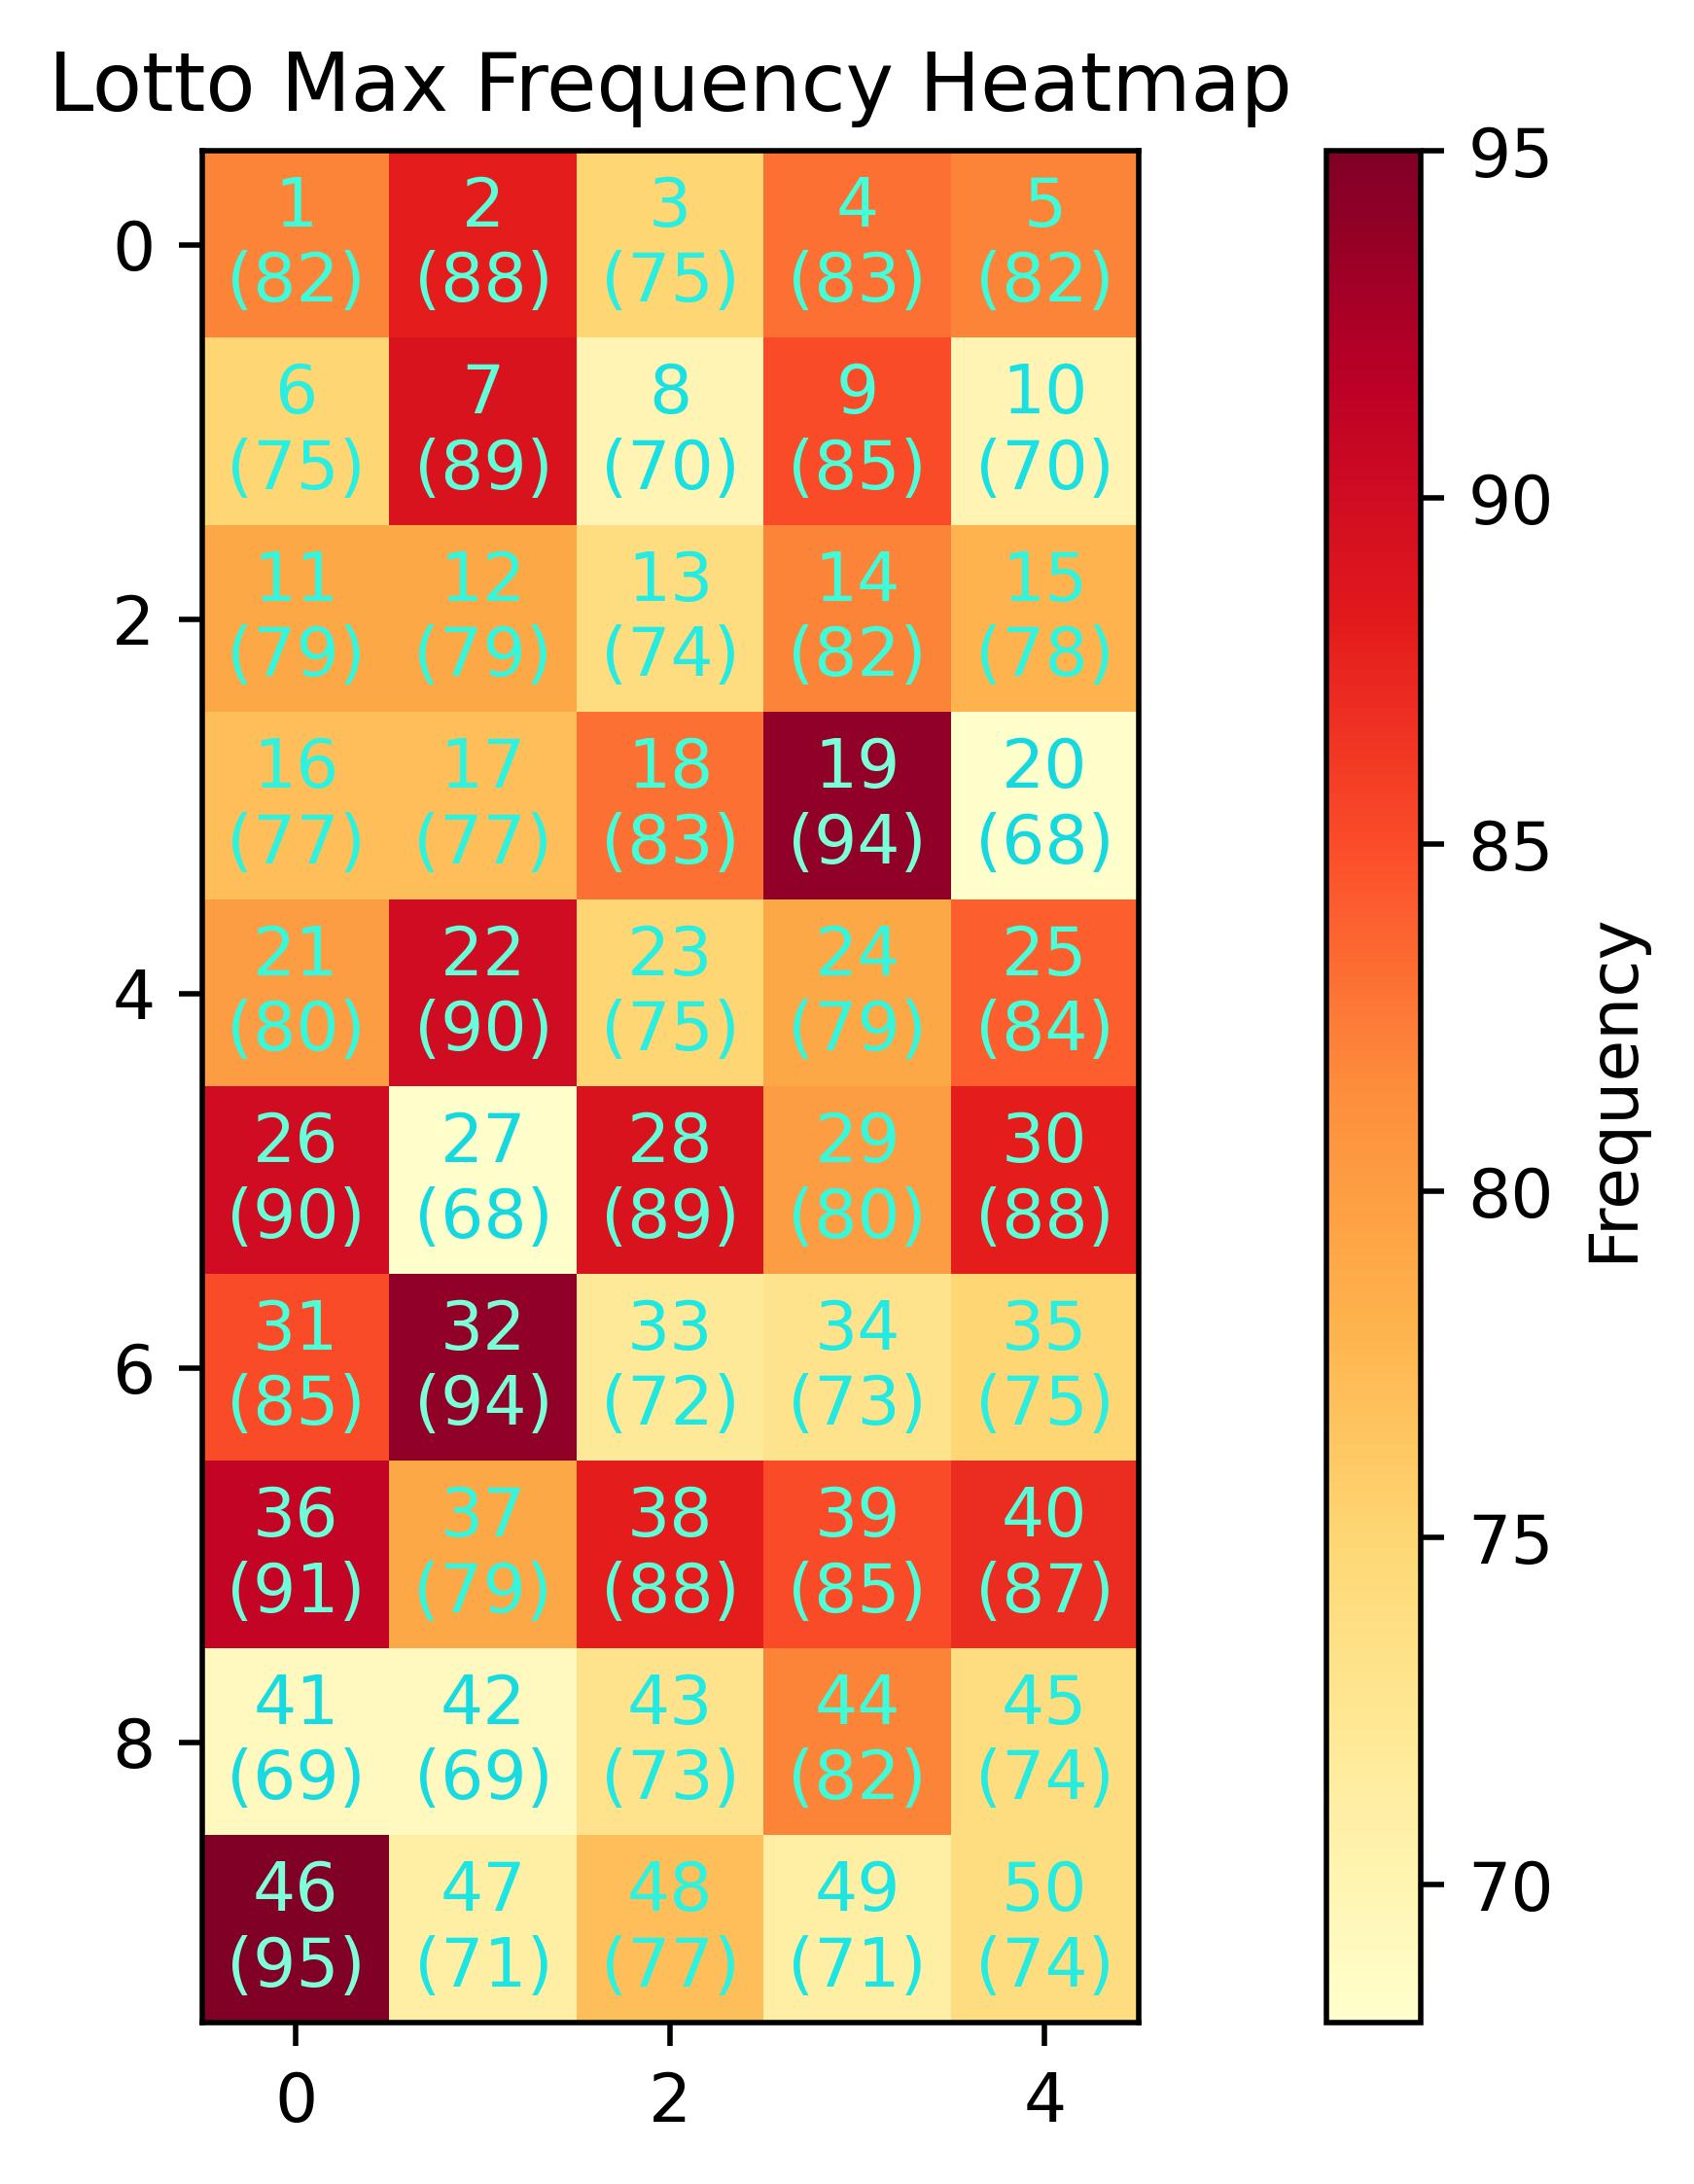 Lotto Max Frequency Heatmap
1 2 3 4 5
(82) (88) (75) (83) (82)
6 7 8 9 10
(75) (89) (70) (85) (70)
11 12 13 14 15
(79) (79) (74) (82) (78)
16 17 18 19 20
(77) (77) (83) (94) (68)
21 22 23 24 25
(80) (90) (75) (79) (84)
26 27 28 29 30
(90) (68) (89) (80) (88)
31 32 33 34 35
(85) (94) (72) (73) (75)
36 37 38 39 40
(91) (79) (88) (85) (87)
41 42 43 44 45
(69) (69) (73) (82) (74)
46 47 48 49 50
(95) (71) (77) (71) (74)
0
2
4
6
8
0 2 4
95
90
85
80
75
70
Frequency